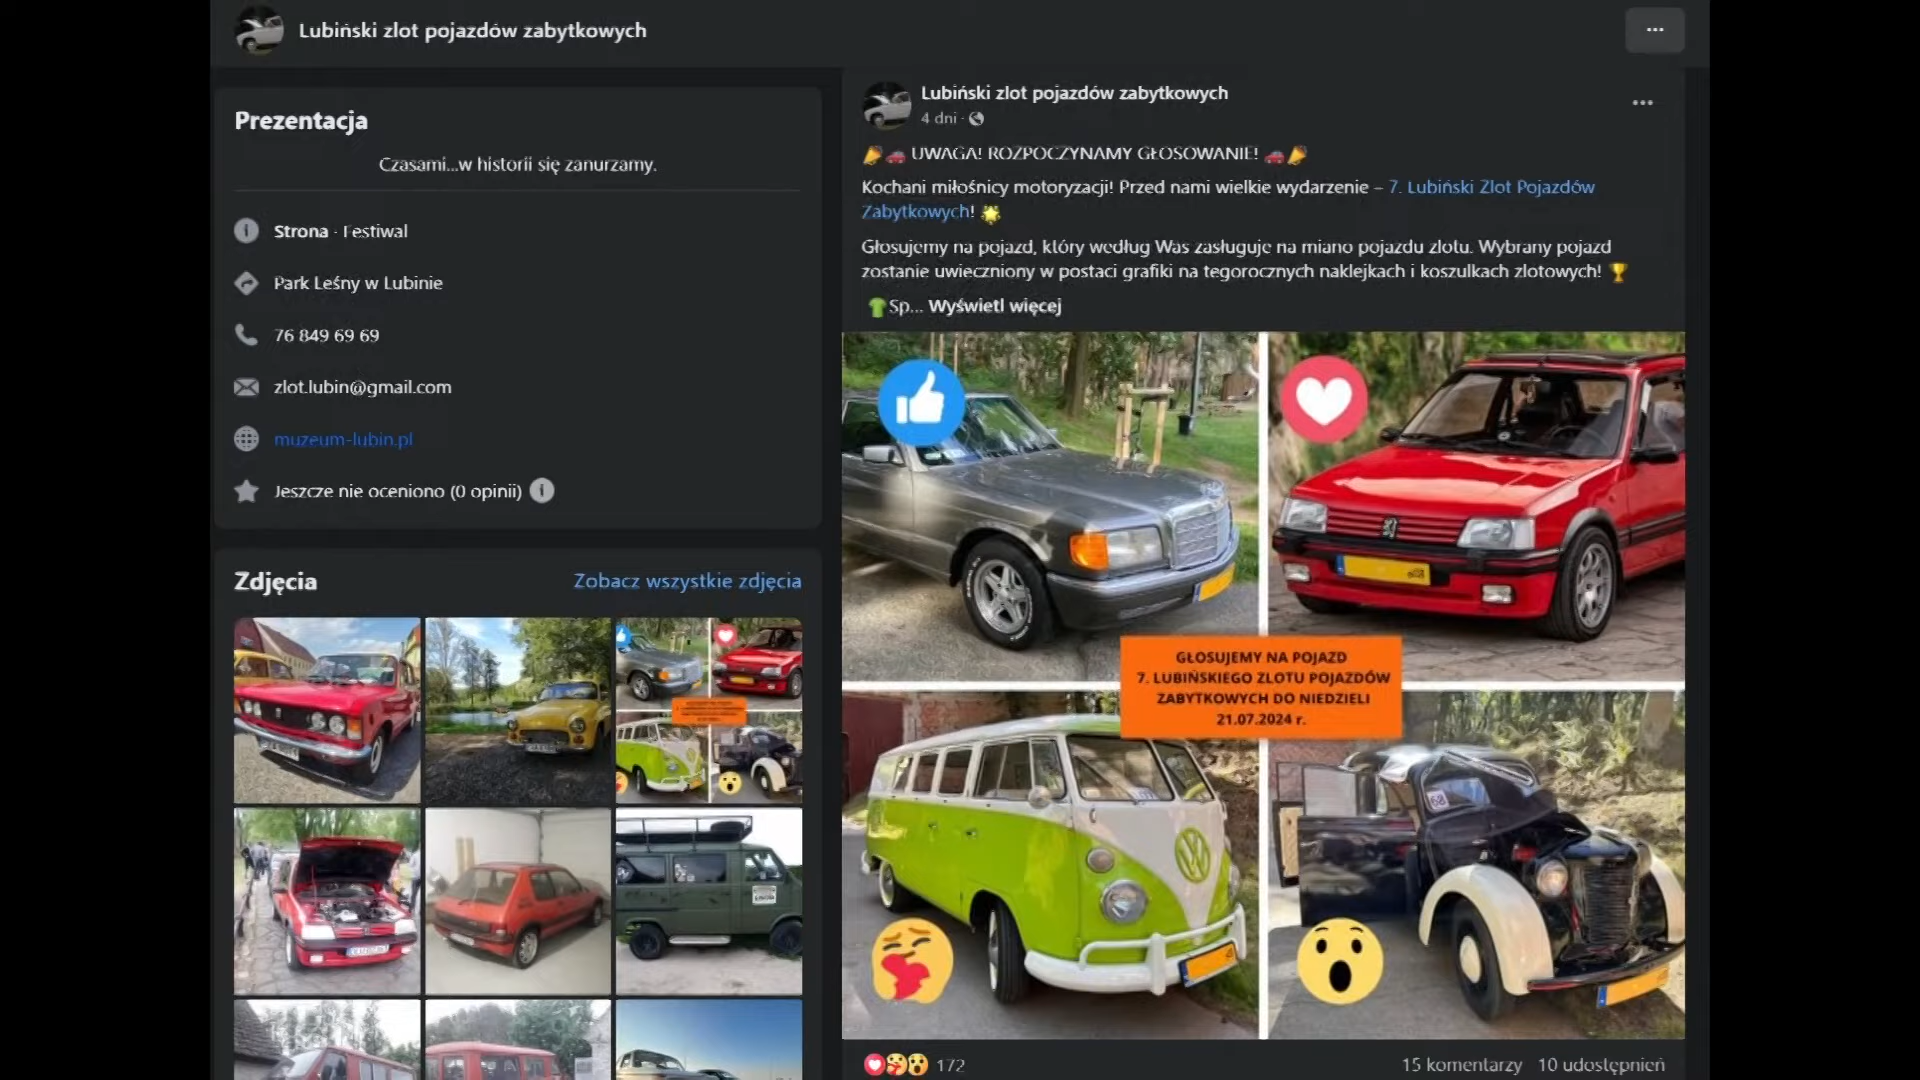 Lubiński zlot pojazdów zabytkowych
Prezentacja
Czasami...w historii się zanurzamy.
Strona · Festiwal
Park Leśny w Lubinie
76 849 69 69
zlot.lubin@gmail.com
muzeum-lubin.pl
Jeszcze nie oceniono (0 opinii)
Zdjęcia
Zobacz wszystkie zdjęcia
Lubiński zlot pojazdów zabytkowych
4 dni ·
UWAGA! ROZPOCZYNAMY GŁOSOWANIE!
Kochani miłośnicy motoryzacji! Przed nami wielkie wydarzenie – 7. Lubiński Zlot Pojazdów
Zabytkowych!
Głosujemy na pojazd, który według Was zasługuje na miano pojazdu zlotu. Wybrany pojazd
zostanie uwieczniony w postaci grafiki na tegorocznych naklejkach i koszulkach zlotowych!
Sp... Wyświetl więcej
GŁOSUJEMY NA POJAZD
7. LUBIŃSKIEGO ZLOTU POJAZDÓW
ZABYTKOWYCH DO NIEDZIELI
21.07.2024 r.
172
15 komentarzy
10 udostępnień